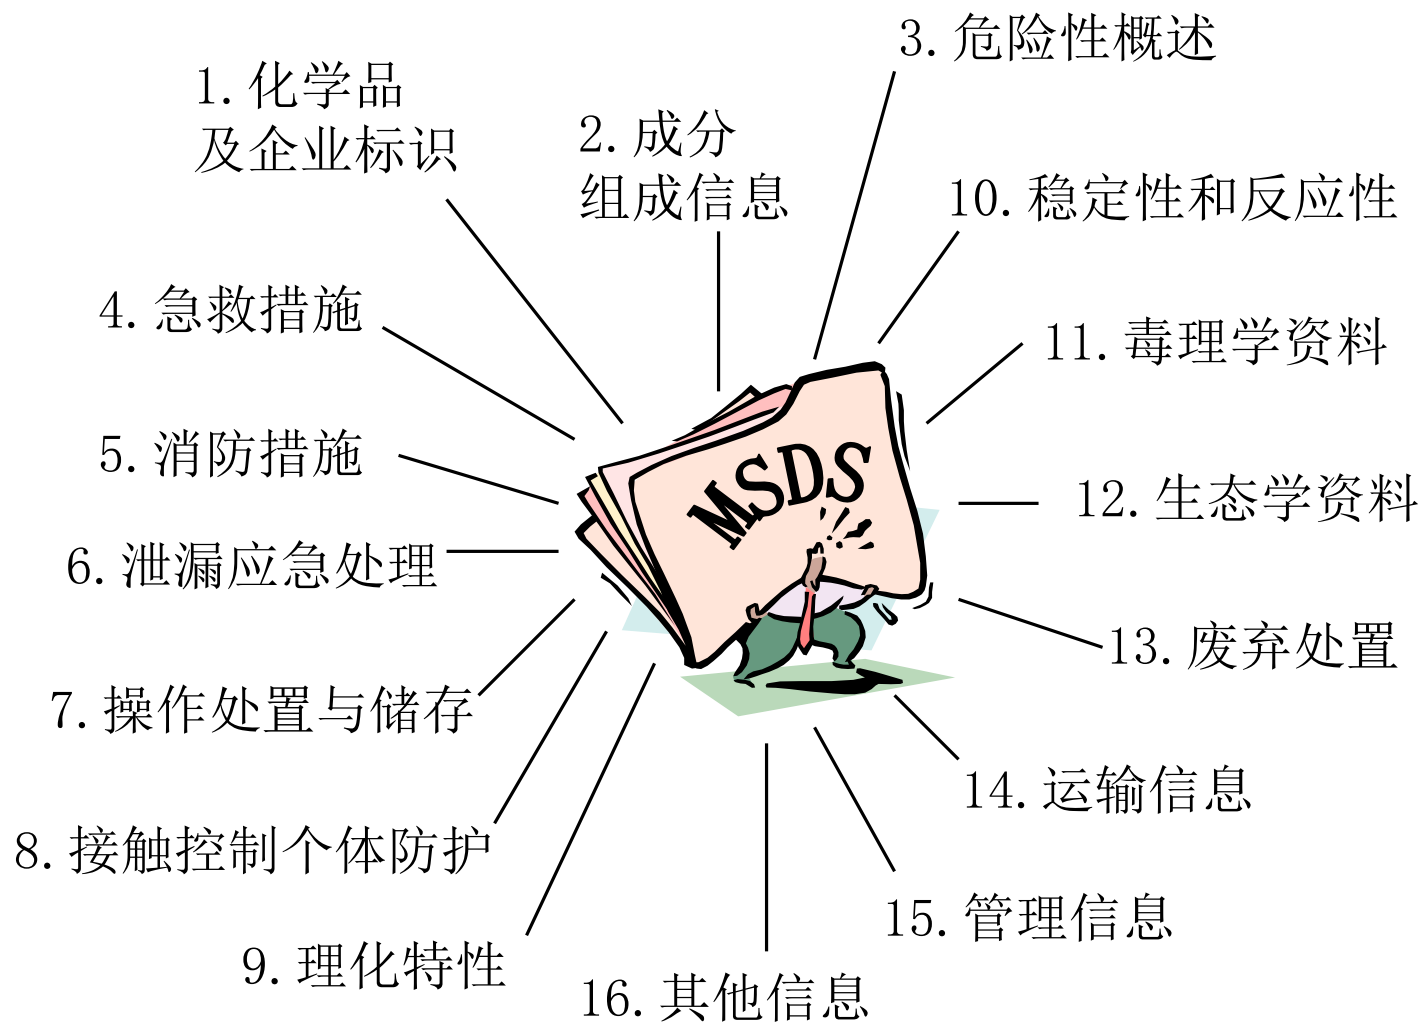 1.化学品
及企业标识
2.成分
组成信息
3.危险性概述
4.急救措施
5.消防措施
6.泄漏应急处理
7.操作处置与储存
8.接触控制个体防护
9.理化特性
10.稳定性和反应性
11.毒理学资料
12.生态学资料
13.废弃处置
14.运输信息
15.管理信息
16.其他信息
MSDS